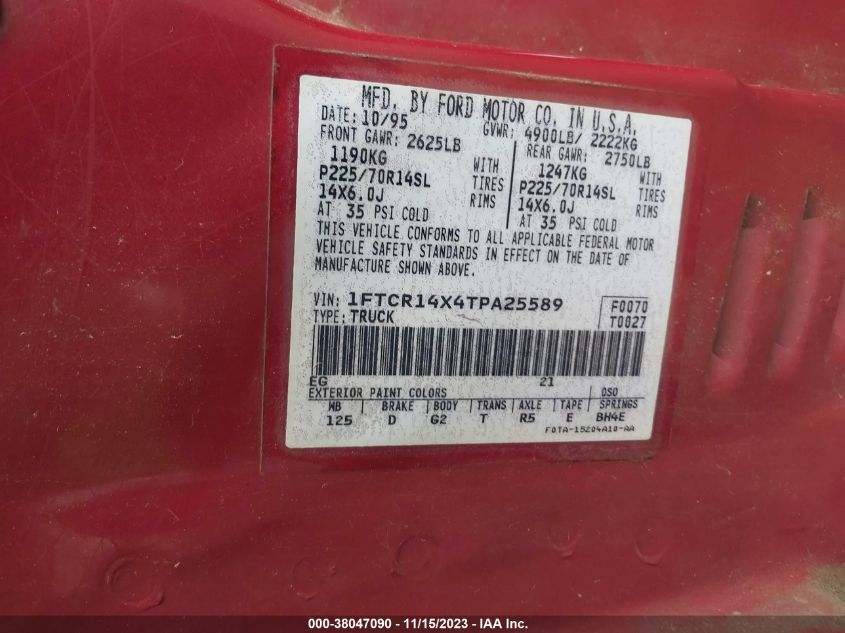 MFD. BY FORD MOTOR CO. IN U.S.A.
DATE: 10/95 GVWR: 4900LB/ 2222KG
FRONT GAWR: 2625LB REAR GAWR: 2750LB
1190KG WITH 1247KG WITH
P225/70R14SL TIRES P225/70R14SL TIRES
14X6.0J RIMS 14X6.0J RIMS
AT 35 PSI COLD AT 35 PSI COLD
THIS VEHICLE CONFORMS TO ALL APPLICABLE FEDERAL MOTOR
VEHICLE SAFETY STANDARDS IN EFFECT ON THE DATE OF
MANUFACTURE SHOWN ABOVE.
VIN: 1FTCR14X4TPA25589 F0070
TYPE: TRUCK T0027
EG 21
EXTERIOR PAINT COLORS DSO
WB BRAKE BODY TRANS AXLE TAPE SPRINGS
125 D G2 T R5 E BH4E
F0TA-15204A10-AA
000-38047090 - 11/15/2023 - IAA Inc.